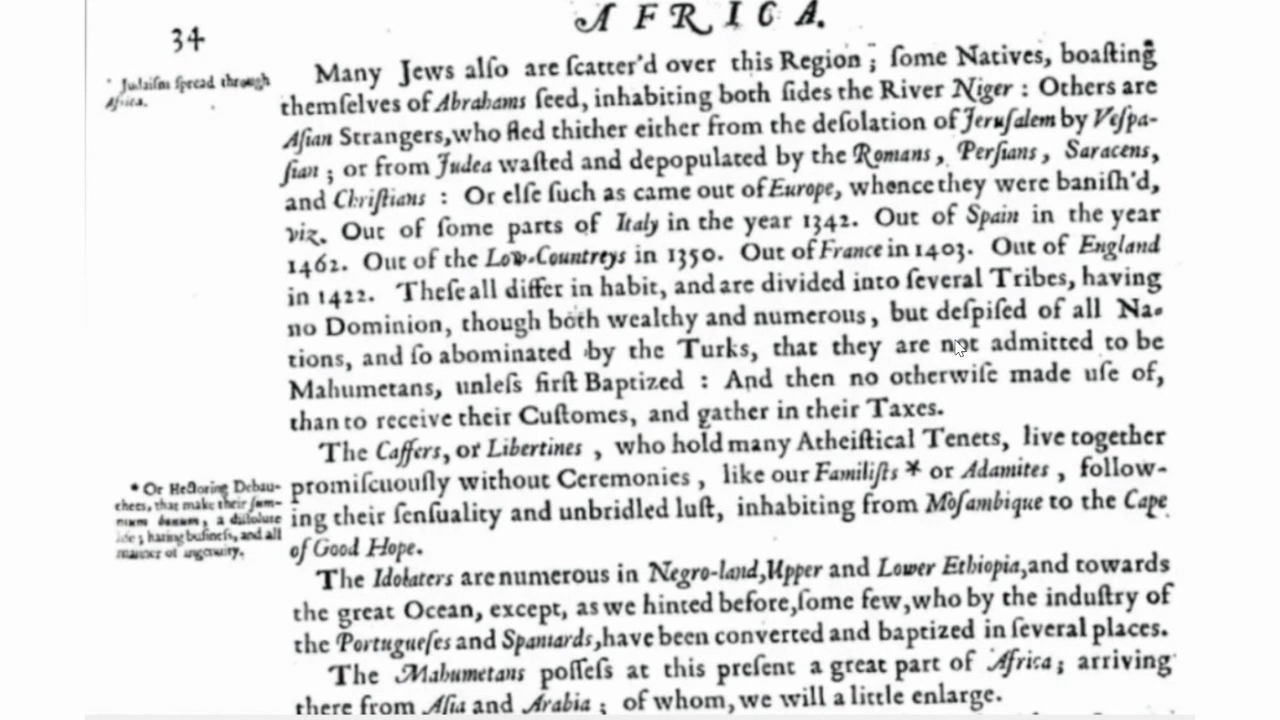 34
AFRICA.
Judaiſm ſpread through
Africa.
Many Jews alſo are ſcatter'd over this Region ; ſome Natives, boaſting
themſelves of Abrahams ſeed, inhabiting both ſides the River Niger : Others are
Aſian Strangers, who fled thither either from the deſolation of Jeruſalem by Veſpa-
ſian ; or from Judea waſted and depopulated by the Romans, Perſians, Saracens,
and Chriſtians : Or elſe ſuch as came out of Europe, whence they were baniſh'd,
viz. Out of ſome parts of Italy in the year 1342. Out of Spain in the year
1462. Out of the Low-Countreys in 1350. Out of France in 1403. Out of England
in 1422. Theſe all differ in habit, and are divided into ſeveral Tribes, having
no Dominion, though both wealthy and numerous, but deſpiſed of all Na-
tions, and ſo abominated by the Turks, that they are not admitted to be
Mahumetans, unleſs firſt Baptized : And then no otherwiſe made uſe of,
than to receive their Cuſtomes, and gather in their Taxes.
The Caffers, or Libertines, who hold many Atheiſtical Tenets, live together
promiſcuouſly without Ceremonies, like our Familiſts * or Adamites, follow-
ing their ſenſuality and unbridled luſt, inhabiting from Moſambique to the Cape
of Good Hope.
* Or Hectoring Debau-
chees, that make their ſum-
mum bonum, a diſſolute
life ; hating buſineſs, and all
manner of ingenuity.
The Idolaters are numerous in Negro-land, Upper and Lower Ethiopia, and towards
the great Ocean, except, as we hinted before, ſome few, who by the induſtry of
the Portugueſes and Spaniards, have been converted and baptized in ſeveral places.
The Mahumetans poſſeſs at this preſent a great part of Africa ; arriving
there from Aſia and Arabia ; of whom, we will a little enlarge.